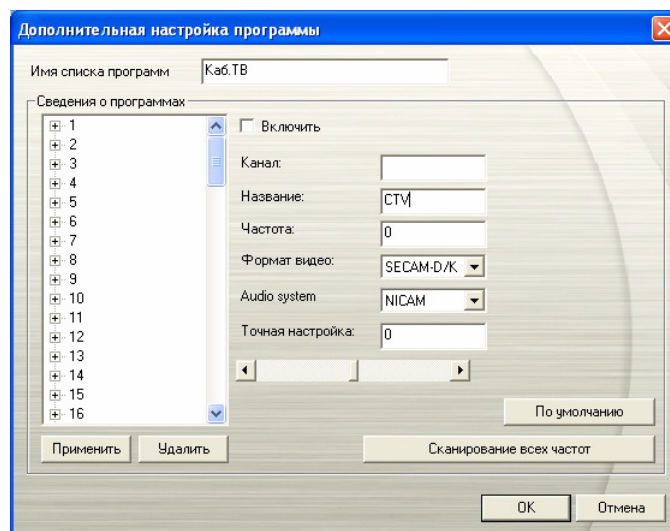 Дополнительная настройка программы
Имя списка программ Каб.ТВ
Сведения о программах
1
2
3
4
5
6
7
8
9
10
11
12
13
14
15
16
Включить
Канал:
Название: CTV
Частота: 0
Формат видео: SECAM-D/K
Audio system NICAM
Точная настройка: 0
По умолчанию
Применить Удалить Сканирование всех частот
OK Отмена